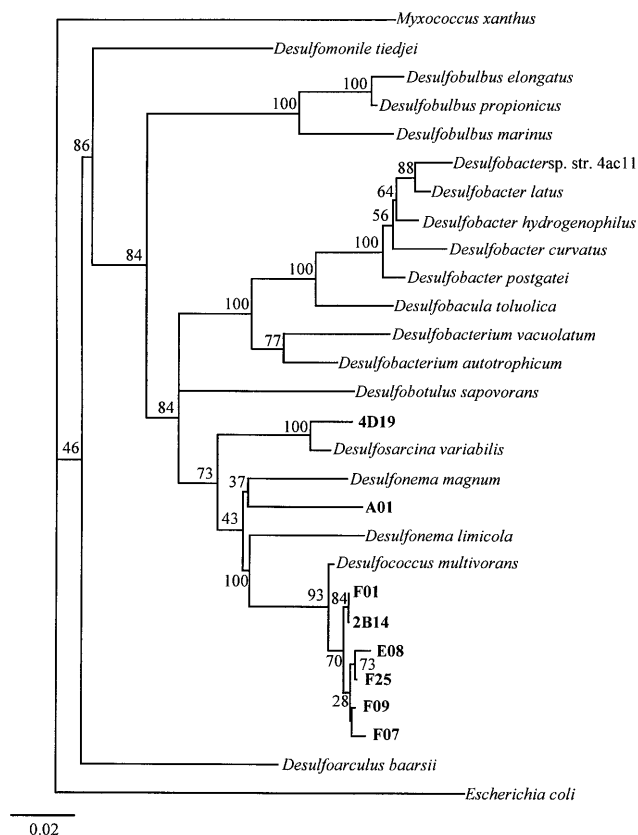 Myxococcus xanthus
Desulfomonile tiedjei
100
Desulfobulbus elongatus
100
Desulfobulbus propionicus
Desulfobulbus marinus
86
88
Desulfobactersp. str. 4ac11
64
Desulfobacter latus
56
Desulfobacter hydrogenophilus
100
Desulfobacter curvatus
84
100
Desulfobacter postgatei
100
Desulfobacula toluolica
77
Desulfobacterium vacuolatum
Desulfobacterium autotrophicum
84
Desulfobotulus sapovorans
100
4D19
46
Desulfosarcina variabilis
73
37
Desulfonema magnum
A01
43
Desulfonema limicola
100
Desulfococcus multivorans
93
84
F01
2B14
70
E08
73
F25
28
F09
F07
Desulfoarculus baarsii
Escherichia coli
0.02